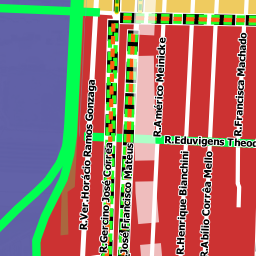 R.Ver.Horácio Ramos Gonzaga
R.Gercino José Corrêa
José Francisco Mateus
R.Américo Meinicke
R.Francisca Machado
R.Eduvigens Theod
R.Henrique Bianchini
R.Abílio Corrêa Mello